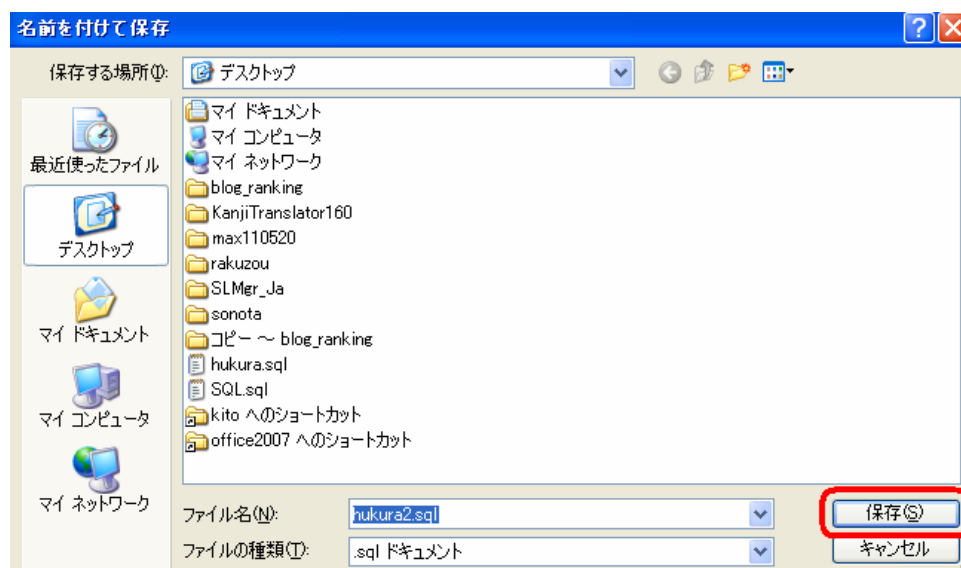 名前を付けて保存
保存する場所(I):
デスクトップ
最近使ったファイル
デスクトップ
マイ ドキュメント
マイ コンピュータ
マイ ネットワーク
マイ ドキュメント
マイ コンピュータ
マイ ネットワーク
blog_ranking
KanjiTranslator160
max110520
rakuzou
SLMgr_Ja
sonota
コピー ~ blog_ranking
hukura.sql
SQL.sql
kito へのショートカット
office2007 へのショートカット
ファイル名(N):
hukura2.sql
保存(S)
ファイルの種類(T):
.sql ドキュメント
キャンセル